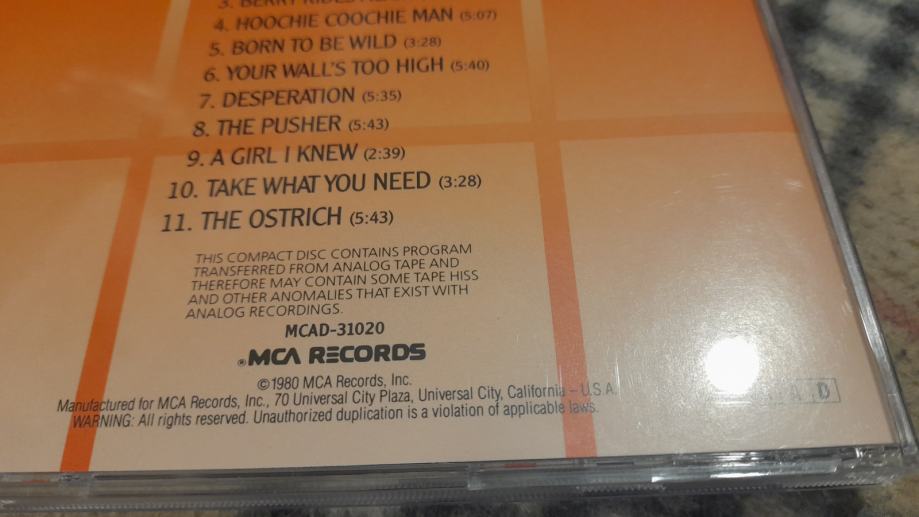 3. BERRY RIDES
4. HOOCHIE COOCHIE MAN (5:07)
5. BORN TO BE WILD (3:28)
6. YOUR WALL'S TOO HIGH (5:40)
7. DESPERATION (5:35)
8. THE PUSHER (5:43)
9. A GIRL I KNEW (2:39)
10. TAKE WHAT YOU NEED (3:28)
11. THE OSTRICH (5:43)
THIS COMPACT DISC CONTAINS PROGRAM
TRANSFERRED FROM ANALOG TAPE AND
THEREFORE MAY CONTAIN SOME TAPE HISS
AND OTHER ANOMALIES THAT EXIST WITH
ANALOG RECORDINGS.
MCAD-31020
MCA RECORDS
©1980 MCA Records, Inc.
Manufactured for MCA Records, Inc., 70 Universal City Plaza, Universal City, California – U.S.A.
WARNING: All rights reserved. Unauthorized duplication is a violation of applicable laws.
A D